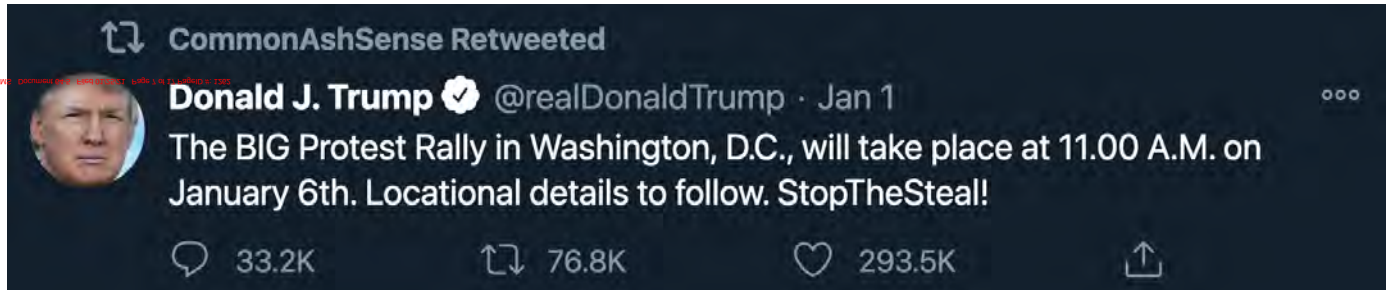 CommonAshSense Retweeted
Donald J. Trump @realDonaldTrump · Jan 1
The BIG Protest Rally in Washington, D.C., will take place at 11.00 A.M. on
January 6th. Locational details to follow. StopTheSteal!
33.2K 76.8K 293.5K